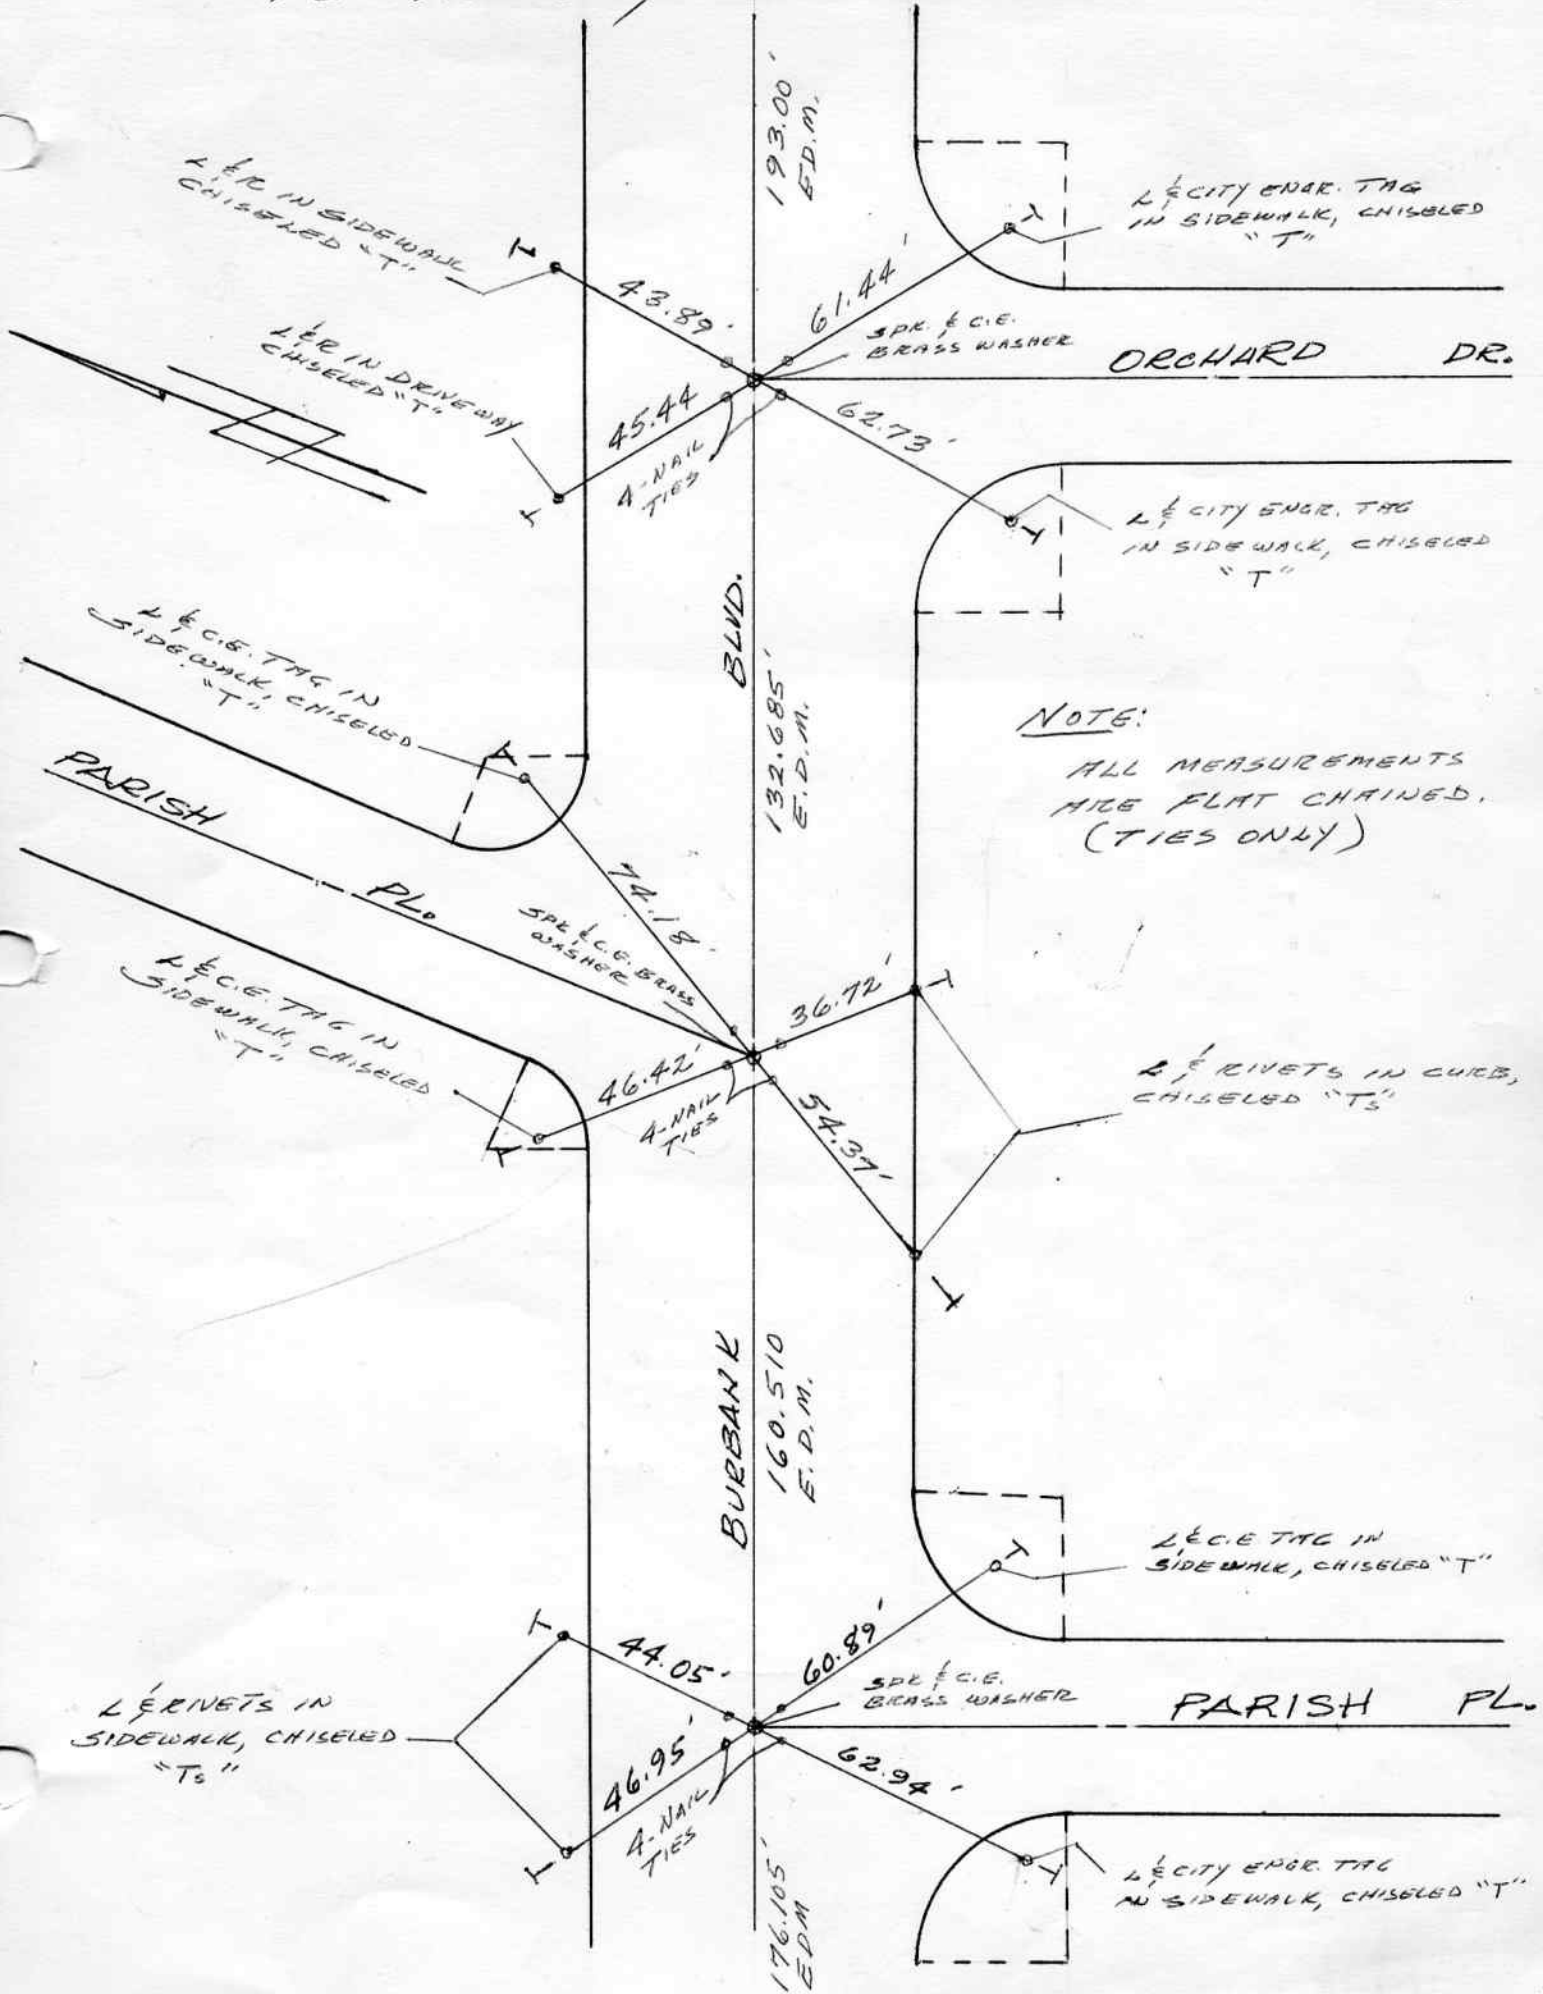 193.00'
E.D.M.
L & R IN SIDEWALK
CHISELED "T"
L & CITY ENGR. TAG
IN SIDEWALK, CHISELED
"T"
43.89'
61.44'
SPK. & C.E.
BRASS WASHER
ORCHARD DR.
L & R IN DRIVEWAY
CHISELED "T"
45.44
4-NAIL
TIES
62.73'
L & CITY ENGR. TAG
IN SIDEWALK, CHISELED
"T"
BLVD.
132.685'
E.D.M.
L & C.E. TAG IN
SIDEWALK, CHISELED
"T"
NOTE:
ALL MEASUREMENTS
ARE FLAT CHAINED.
(TIES ONLY)
PARISH PL.
74.18'
SPK & C.E. BRASS
WASHER
36.72'
L & C.E. TAG IN
SIDEWALK, CHISELED
"T"
46.42'
4-NAIL
TIES
54.37'
L & RIVETS IN CURB,
CHISELED "Ts"
BURBANK
160.510
E.D.M.
L & C.E TAG IN
SIDEWALK, CHISELED "T"
44.05'
60.89'
SPK & C.E.
BRASS WASHER
PARISH PL.
L & RIVETS IN
SIDEWALK, CHISELED
"Ts"
46.95'
4-NAIL
TIES
62.94'
L & CITY ENGR. TAG
IN SIDEWALK, CHISELED "T"
176.105'
EDM
T
T
T
T
T
T
T
T
T
T
T
T